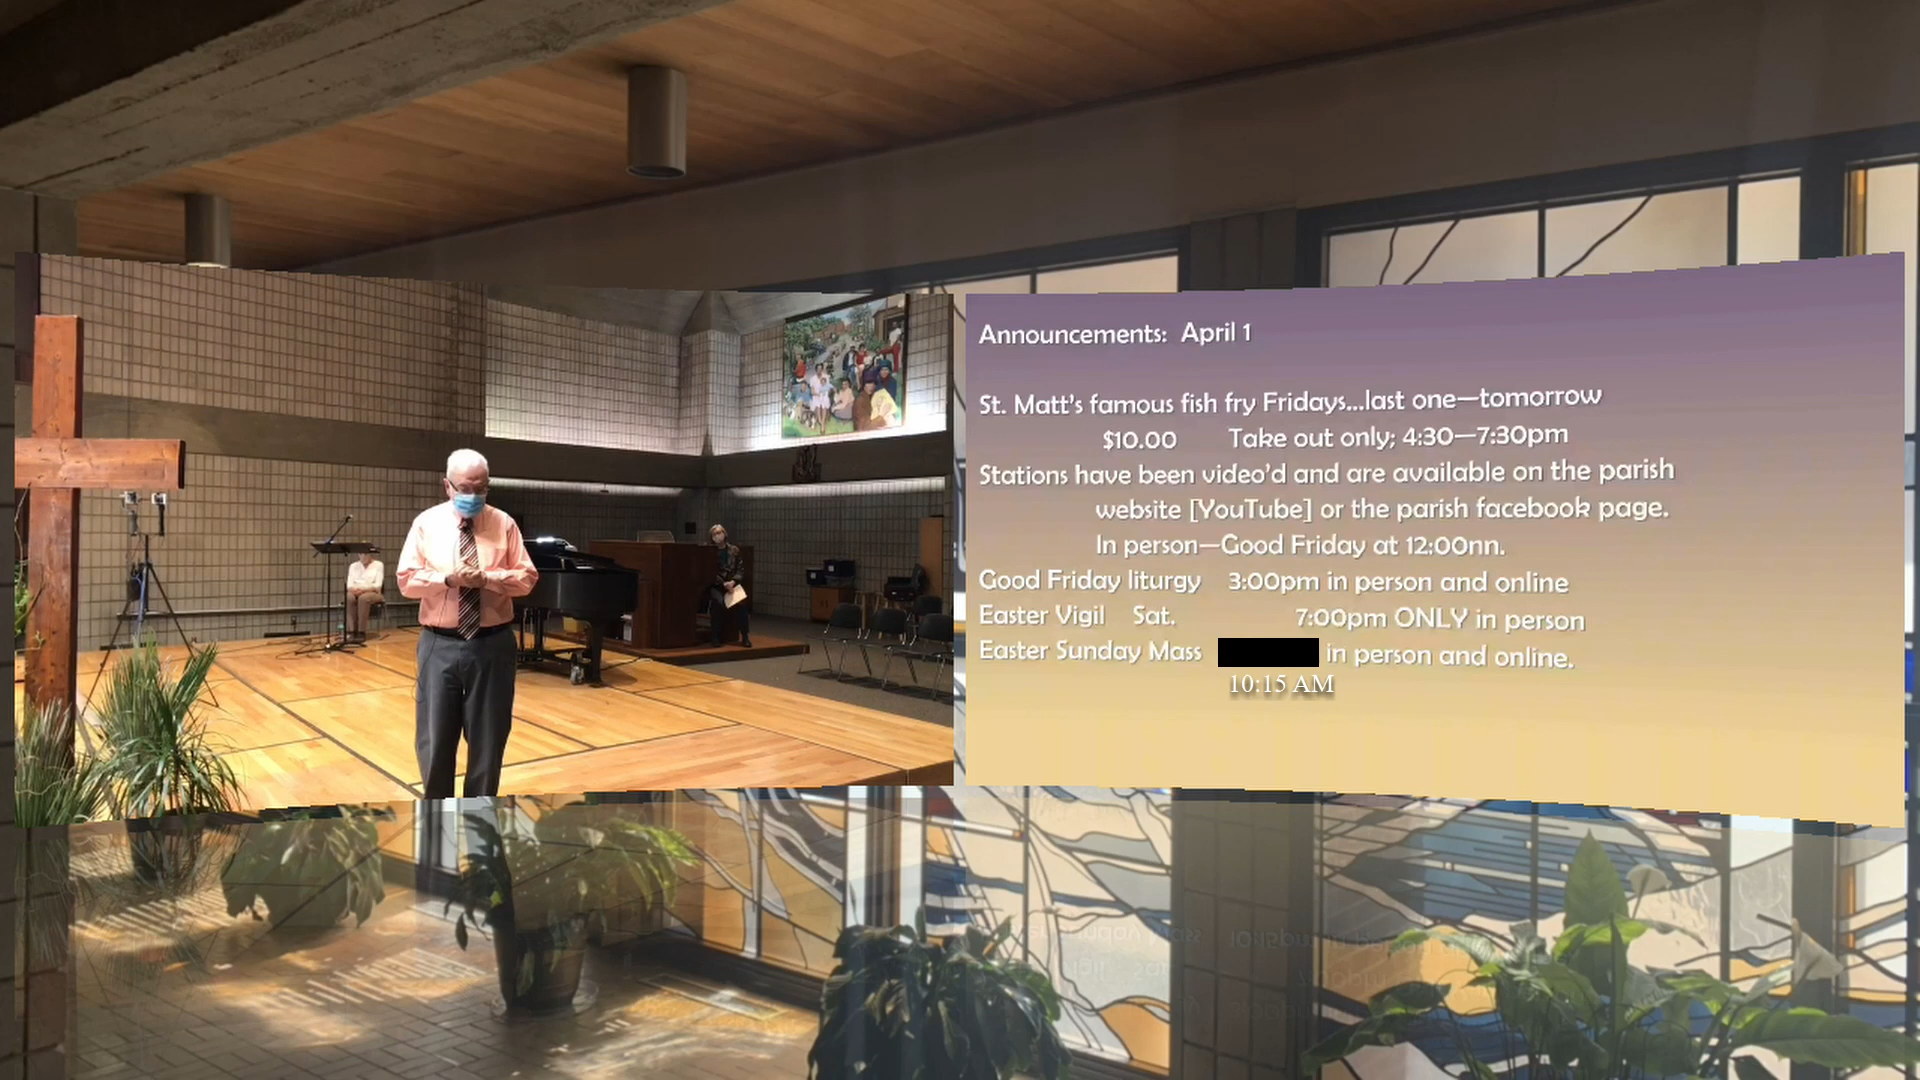 Announcements: April 1
St. Matt's famous fish fry Fridays...last one—tomorrow
$10.00 Take out only; 4:30—7:30pm
Stations have been video'd and are available on the parish
website [YouTube] or the parish facebook page.
In person—Good Friday at 12:00nn.
Good Friday liturgy 3:00pm in person and online
Easter Vigil Sat. 7:00pm ONLY in person
Easter Sunday Mass in person and online.
10:15 AM